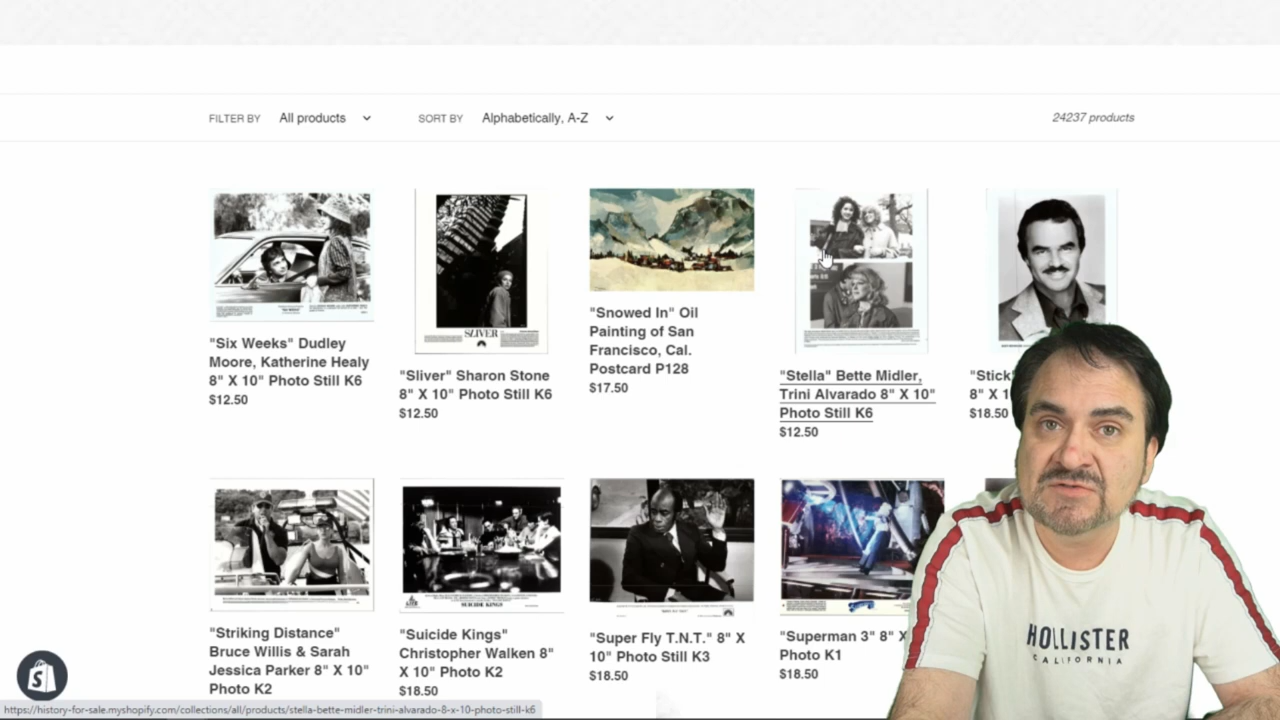 FILTER BY All products SORT BY Alphabetically, A-Z 24237 products
SLIVER
"Six Weeks" Dudley
Moore, Katherine Healy
8" X 10" Photo Still K6
$12.50
"Sliver" Sharon Stone
8" X 10" Photo Still K6
$12.50
"Snowed In" Oil
Painting of San
Francisco, Cal.
Postcard P128
$17.50
"Stella" Bette Midler,
Trini Alvarado 8" X 10"
Photo Still K6
$12.50
"Stick"
8" X 1
$18.50
SUICIDE KINGS
"Striking Distance"
Bruce Willis & Sarah
Jessica Parker 8" X 10"
Photo K2
"Suicide Kings"
Christopher Walken 8"
X 10" Photo K2
$18.50
"Super Fly T.N.T." 8" X
10" Photo Still K3
$18.50
"Superman 3" 8" X
Photo K1
$18.50
HOLLISTER
CALIFORNIA
https://history-for-sale.myshopify.com/collections/all/products/stella-bette-midler-trini-alvarado-8-x-10-photo-still-k6